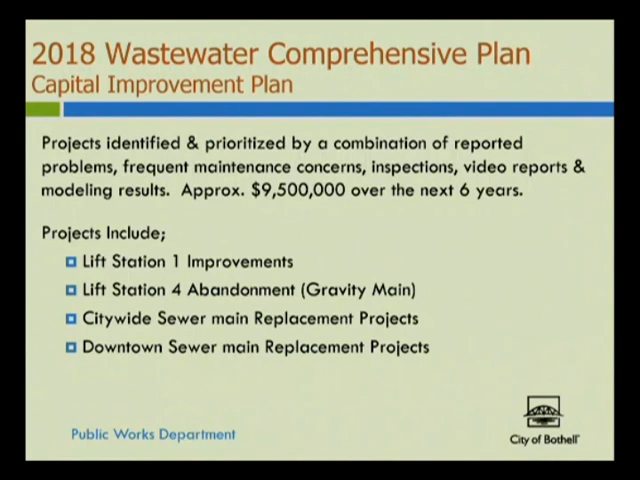 2018 Wastewater Comprehensive Plan
Capital Improvement Plan
Projects identified & prioritized by a combination of reported
problems, frequent maintenance concerns, inspections, video reports &
modeling results. Approx. $9,500,000 over the next 6 years.
Projects Include;
Lift Station 1 Improvements
Lift Station 4 Abandonment (Gravity Main)
Citywide Sewer main Replacement Projects
Downtown Sewer main Replacement Projects
Public Works Department
City of Bothell